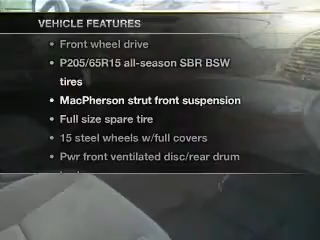 VEHICLE FEATURES
• Front wheel drive
• P205/65R15 all-season SBR BSW
tires
• MacPherson strut front suspension
• Full size spare tire
• 15 steel wheels w/full covers
• Pwr front ventilated disc/rear drum